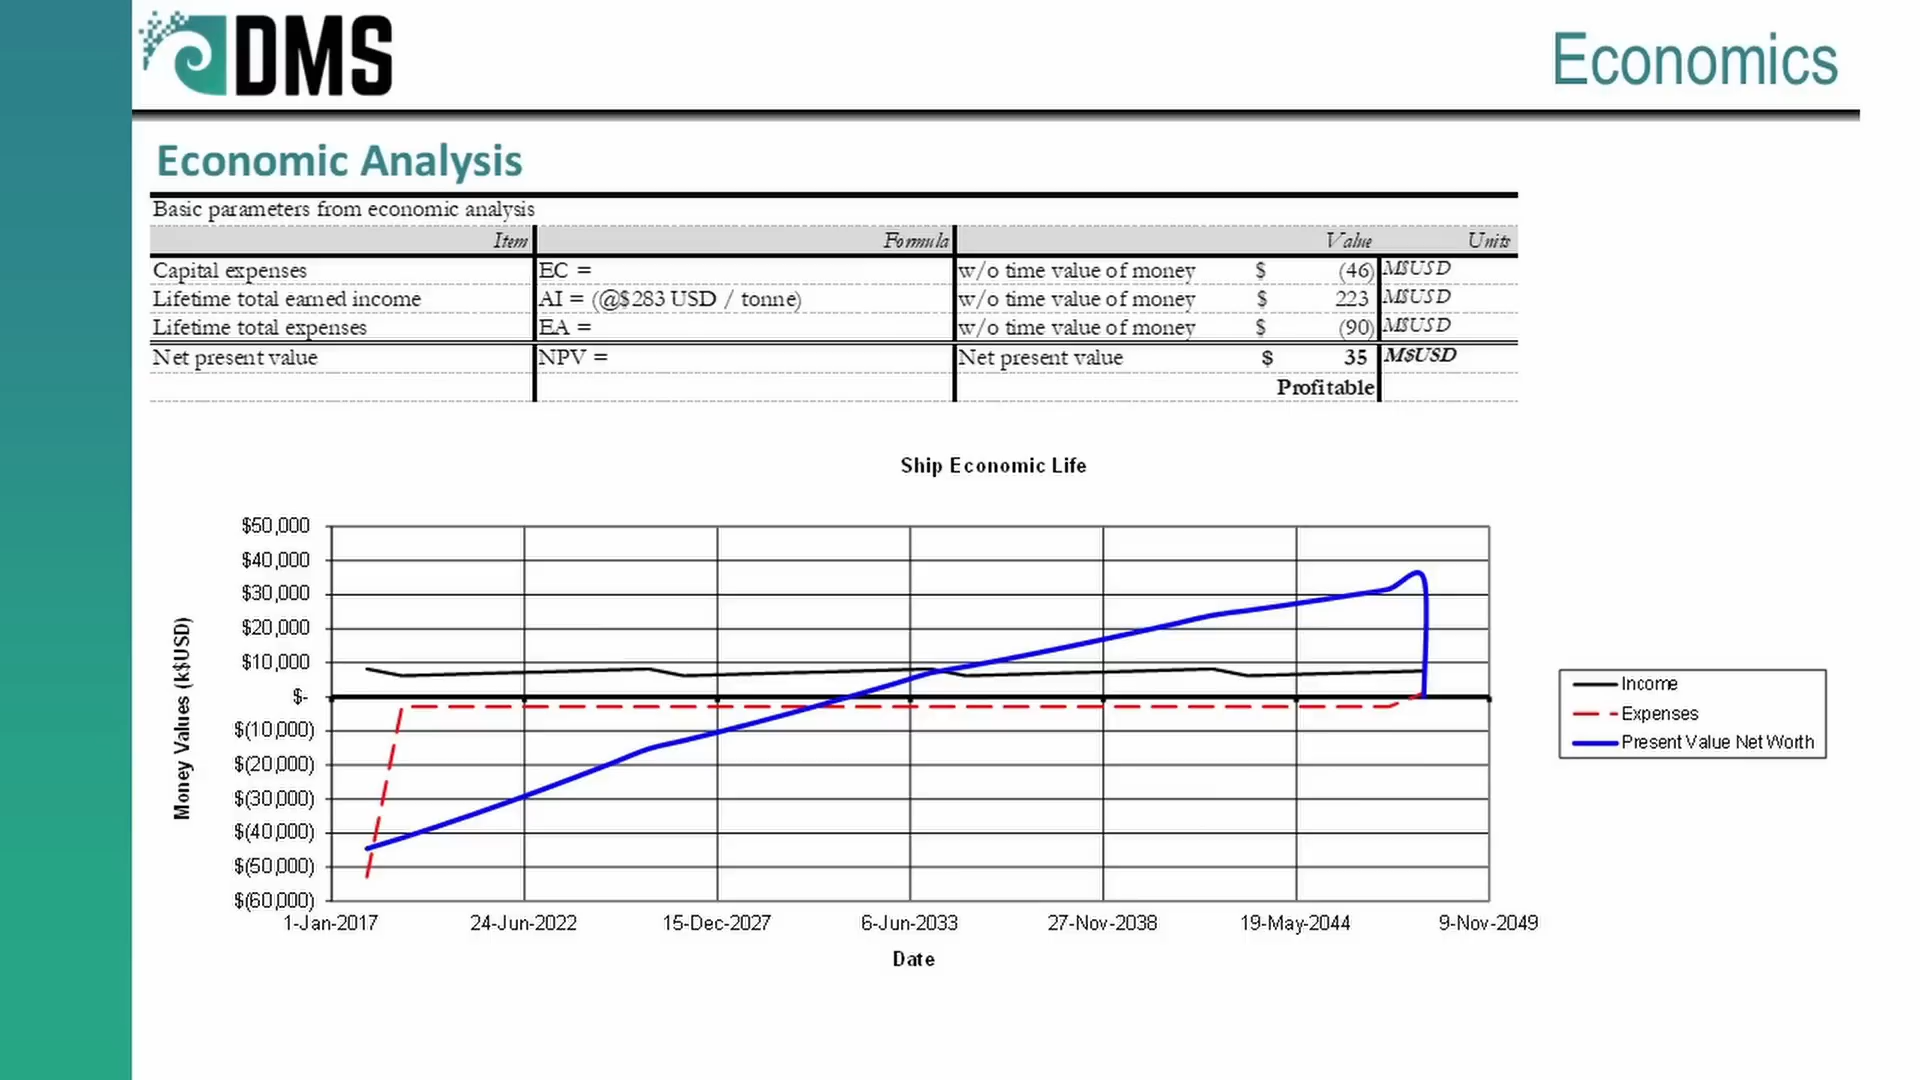 DMS
Economics
Economic Analysis
Basic parameters from economic analysis
Item Formula Value Units
Capital expenses EC = w/o time value of money $ (46) M$USD
Lifetime total earned income AI = (@$283 USD / tonne) w/o time value of money $ 223 M$USD
Lifetime total expenses EA = w/o time value of money $ (90) M$USD
Net present value NPV = Net present value $ 35 M$USD
Profitable
Ship Economic Life
Money Values (k$USD)
$50,000
$40,000
$30,000
$20,000
$10,000
$-
$(10,000)
$(20,000)
$(30,000)
$(40,000)
$(50,000)
$(60,000)
1-Jan-2017 24-Jun-2022 15-Dec-2027 6-Jun-2033 27-Nov-2038 19-May-2044 9-Nov-2049
Date
Income
Expenses
Present Value Net Worth